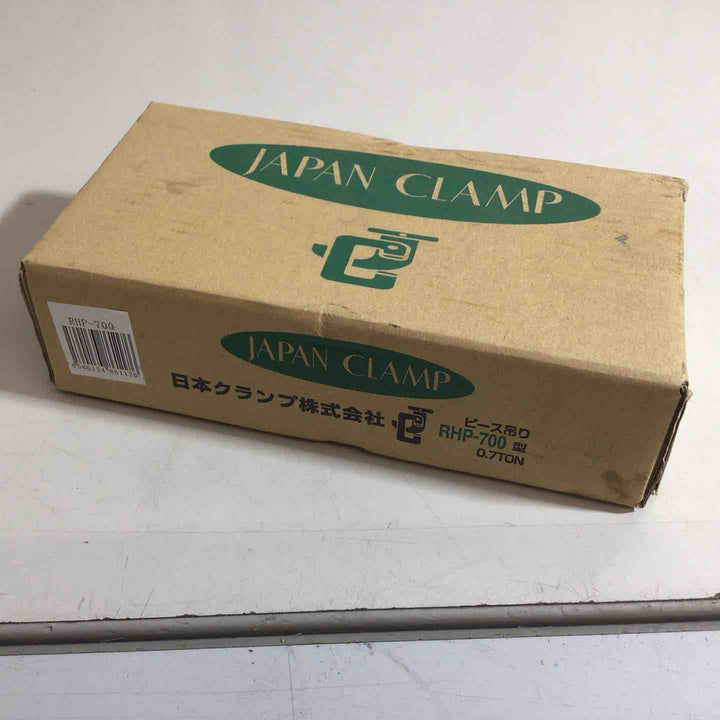 JAPAN CLAMP
JAPAN CLAMP
日本クランプ株式会社
ピース吊り
RHP-700 型
0.7TON
RHP-700